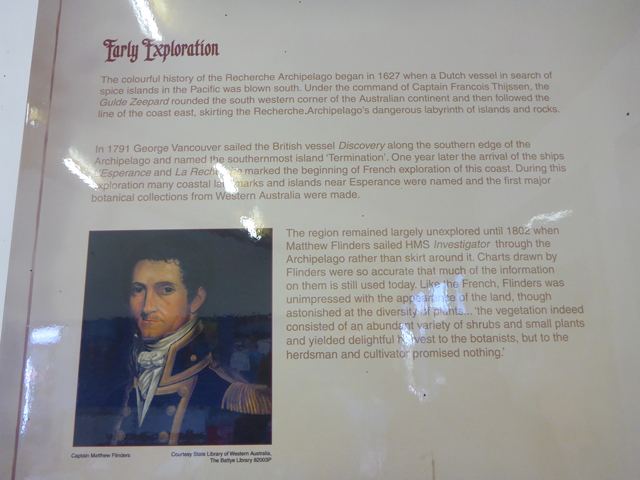 Early Exploration
The colourful history of the Recherche Archipelago began in 1627 when a Dutch vessel in search of
spice islands in the Pacific was blown south. Under the command of Captain Francois Thijssen, the
Gulde Zeepard rounded the south western corner of the Australian continent and then followed the
line of the coast east, skirting the Recherche Archipelago's dangerous labyrinth of islands and rocks.
In 1791 George Vancouver sailed the British vessel Discovery along the southern edge of the
Archipelago and named the southernmost island 'Termination'. One year later the arrival of the ships
L'Esperance and La Recherche marked the beginning of French exploration of this coast. During this
exploration many coastal landmarks and islands near Esperance were named and the first major
botanical collections from Western Australia were made.
The region remained largely unexplored until 1802 when
Matthew Flinders sailed HMS Investigator through the
Archipelago rather than skirt around it. Charts drawn by
Flinders were so accurate that much of the information
on them is still used today. Like the French, Flinders was
unimpressed with the appearance of the land, though
astonished at the diversity of plants... 'the vegetation indeed
consisted of an abundant variety of shrubs and small plants
and yielded delightful harvest to the botanists, but to the
herdsman and cultivator promised nothing.'
Captain Matthew Flinders
Courtesy State Library of Western Australia,
The Battye Library 82003P